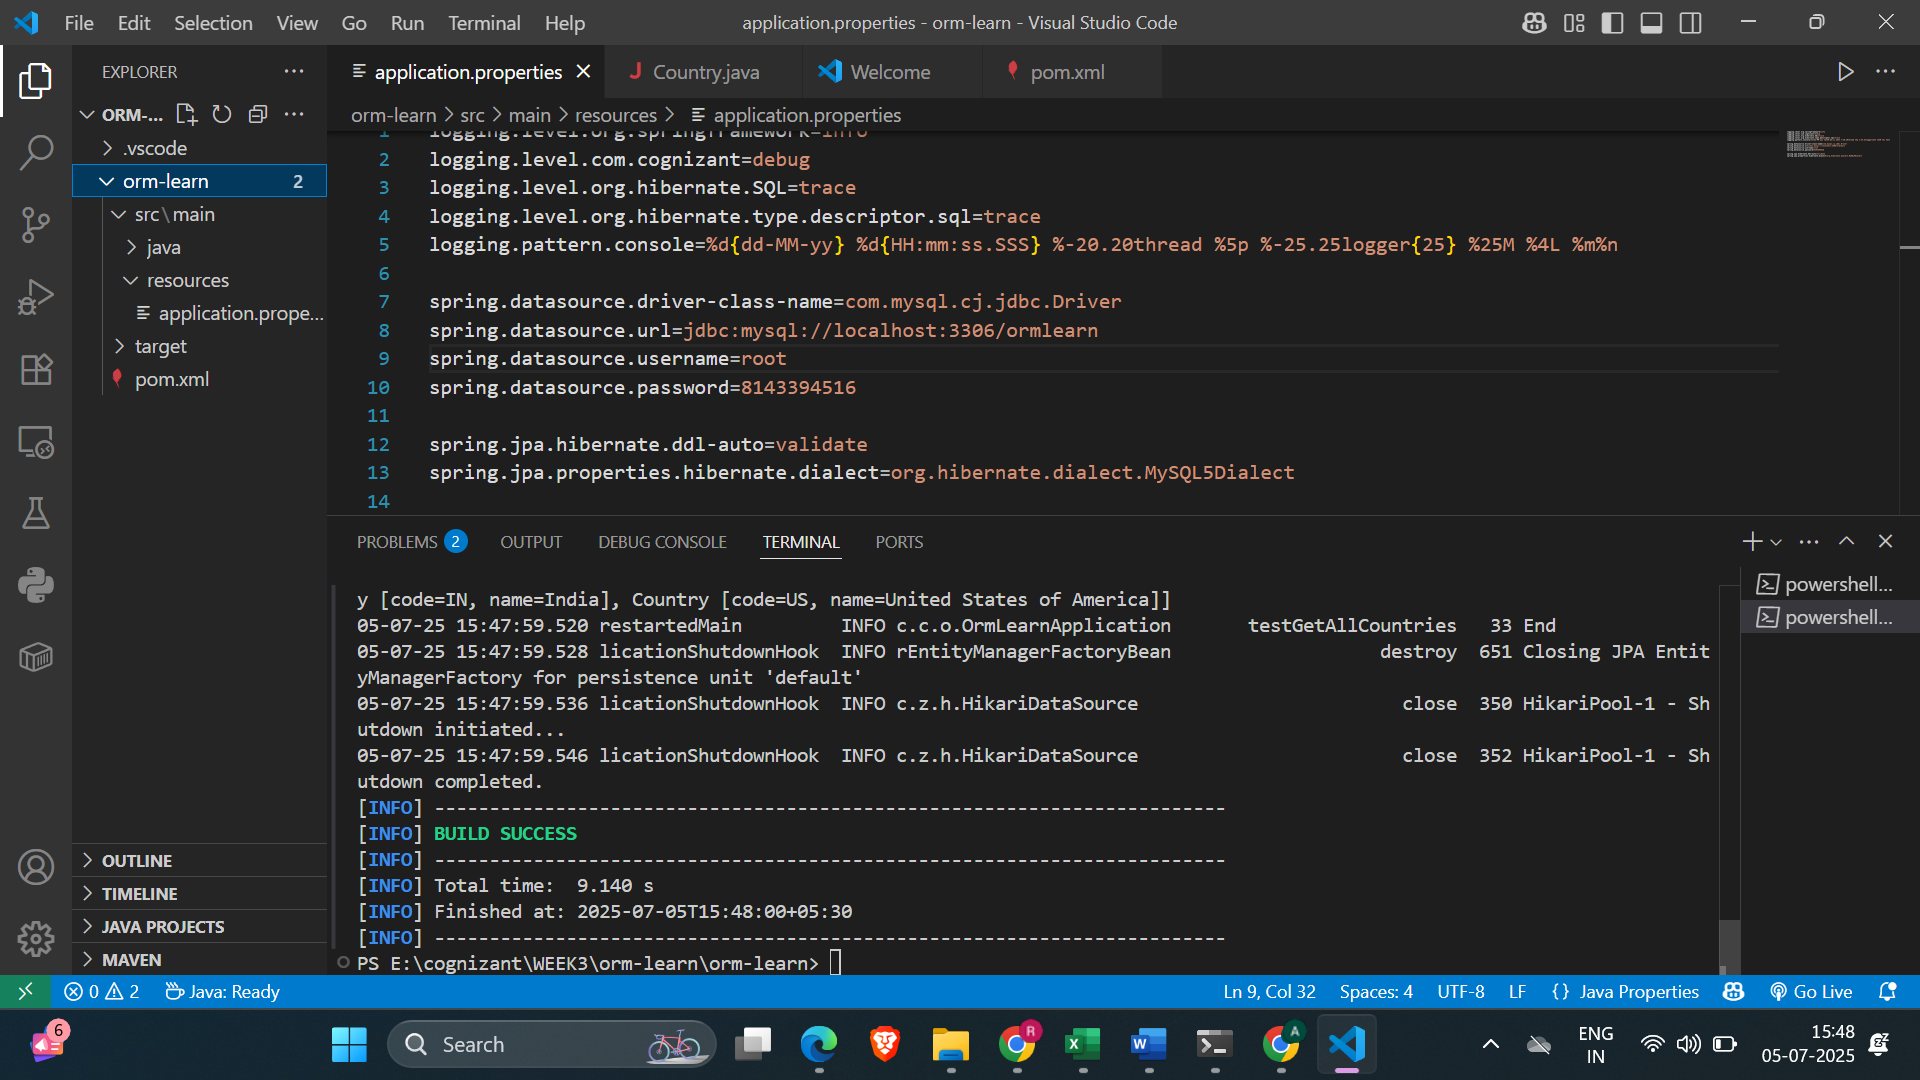 File Edit Selection View Go Run Terminal Help
application.properties - orm-learn - Visual Studio Code
EXPLORER
ORM-...
.vscode
orm-learn 2
src\main
java
resources
application.prope...
target
pom.xml
OUTLINE
TIMELINE
JAVA PROJECTS
MAVEN
application.properties Country.java Welcome pom.xml
orm-learn > src > main > resources > application.properties
1 logging.level.org.springframework=info
2 logging.level.com.cognizant=debug
3 logging.level.org.hibernate.SQL=trace
4 logging.level.org.hibernate.type.descriptor.sql=trace
5 logging.pattern.console=%d{dd-MM-yy} %d{HH:mm:ss.SSS} %-20.20thread %5p %-25.25logger{25} %25M %4L %m%n
6
7 spring.datasource.driver-class-name=com.mysql.cj.jdbc.Driver
8 spring.datasource.url=jdbc:mysql://localhost:3306/ormlearn
9 spring.datasource.username=root
10 spring.datasource.password=8143394516
11
12 spring.jpa.hibernate.ddl-auto=validate
13 spring.jpa.properties.hibernate.dialect=org.hibernate.dialect.MySQL5Dialect
14
PROBLEMS 2 OUTPUT DEBUG CONSOLE TERMINAL PORTS
powershell...
powershell...
y [code=IN, name=India], Country [code=US, name=United States of America]]
05-07-25 15:47:59.520 restartedMain INFO c.c.o.OrmLearnApplication testGetAllCountries 33 End
05-07-25 15:47:59.528 licationShutdownHook INFO rEntityManagerFactoryBean destroy 651 Closing JPA Entit
yManagerFactory for persistence unit 'default'
05-07-25 15:47:59.536 licationShutdownHook INFO c.z.h.HikariDataSource close 350 HikariPool-1 - Sh
utdown initiated...
05-07-25 15:47:59.546 licationShutdownHook INFO c.z.h.HikariDataSource close 352 HikariPool-1 - Sh
utdown completed.
[INFO] ------------------------------------------------------------------------
[INFO] BUILD SUCCESS
[INFO] ------------------------------------------------------------------------
[INFO] Total time:  9.140 s
[INFO] Finished at: 2025-07-05T15:48:00+05:30
[INFO] ------------------------------------------------------------------------
PS E:\cognizant\WEEK3\orm-learn\orm-learn>
0 2 Java: Ready Ln 9, Col 32 Spaces: 4 UTF-8 LF {} Java Properties Go Live
6
Search
R
A
ENG
IN
15:48
05-07-2025